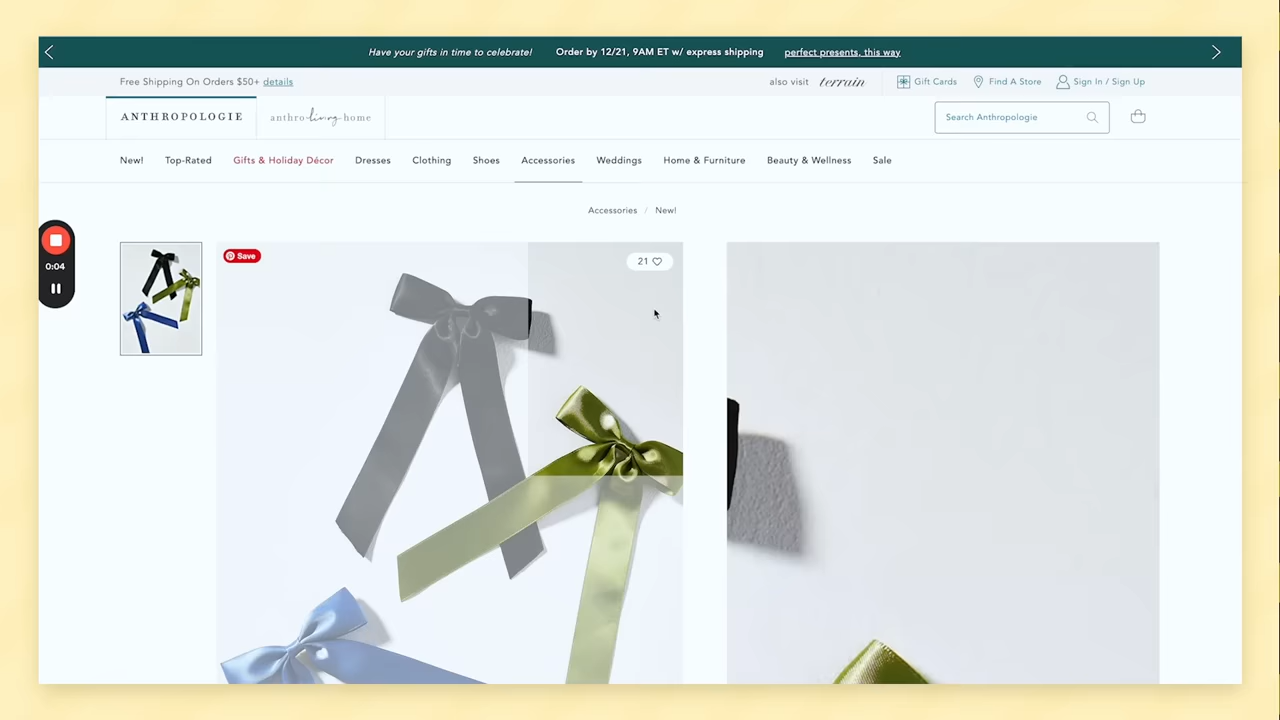 Have your gifts in time to celebrate! Order by 12/21, 9AM ET w/ express shipping perfect presents, this way
Free Shipping On Orders $50+ details also visit terrain Gift Cards Find A Store Sign In / Sign Up
ANTHROPOLOGIE anthro-living-home Search Anthropologie
New! Top-Rated Gifts & Holiday Décor Dresses Clothing Shoes Accessories Weddings Home & Furniture Beauty & Wellness Sale
Accessories / New!
Save 21
0:04